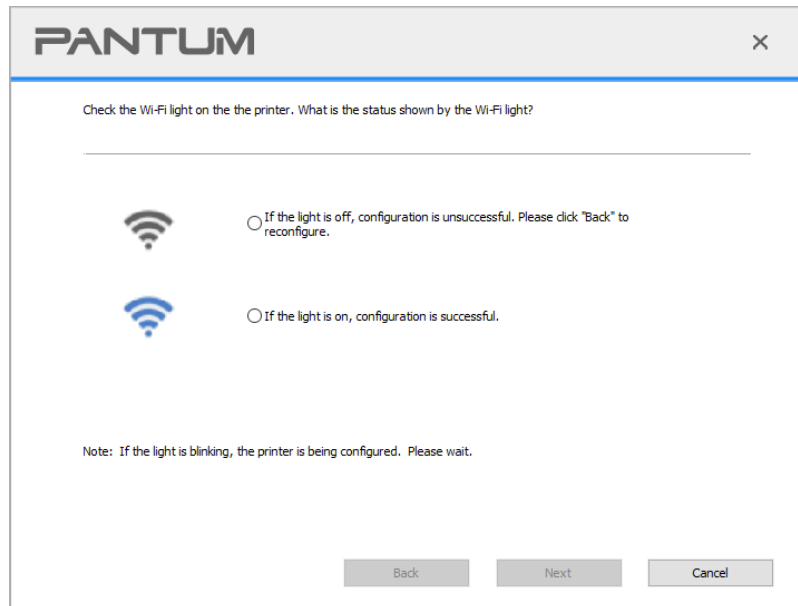 PANTUM
Check the Wi-Fi light on the the printer. What is the status shown by the Wi-Fi light?
If the light is off, configuration is unsuccessful. Please click "Back" to
reconfigure.
If the light is on, configuration is successful.
Note: If the light is blinking, the printer is being configured. Please wait.
Back
Next
Cancel